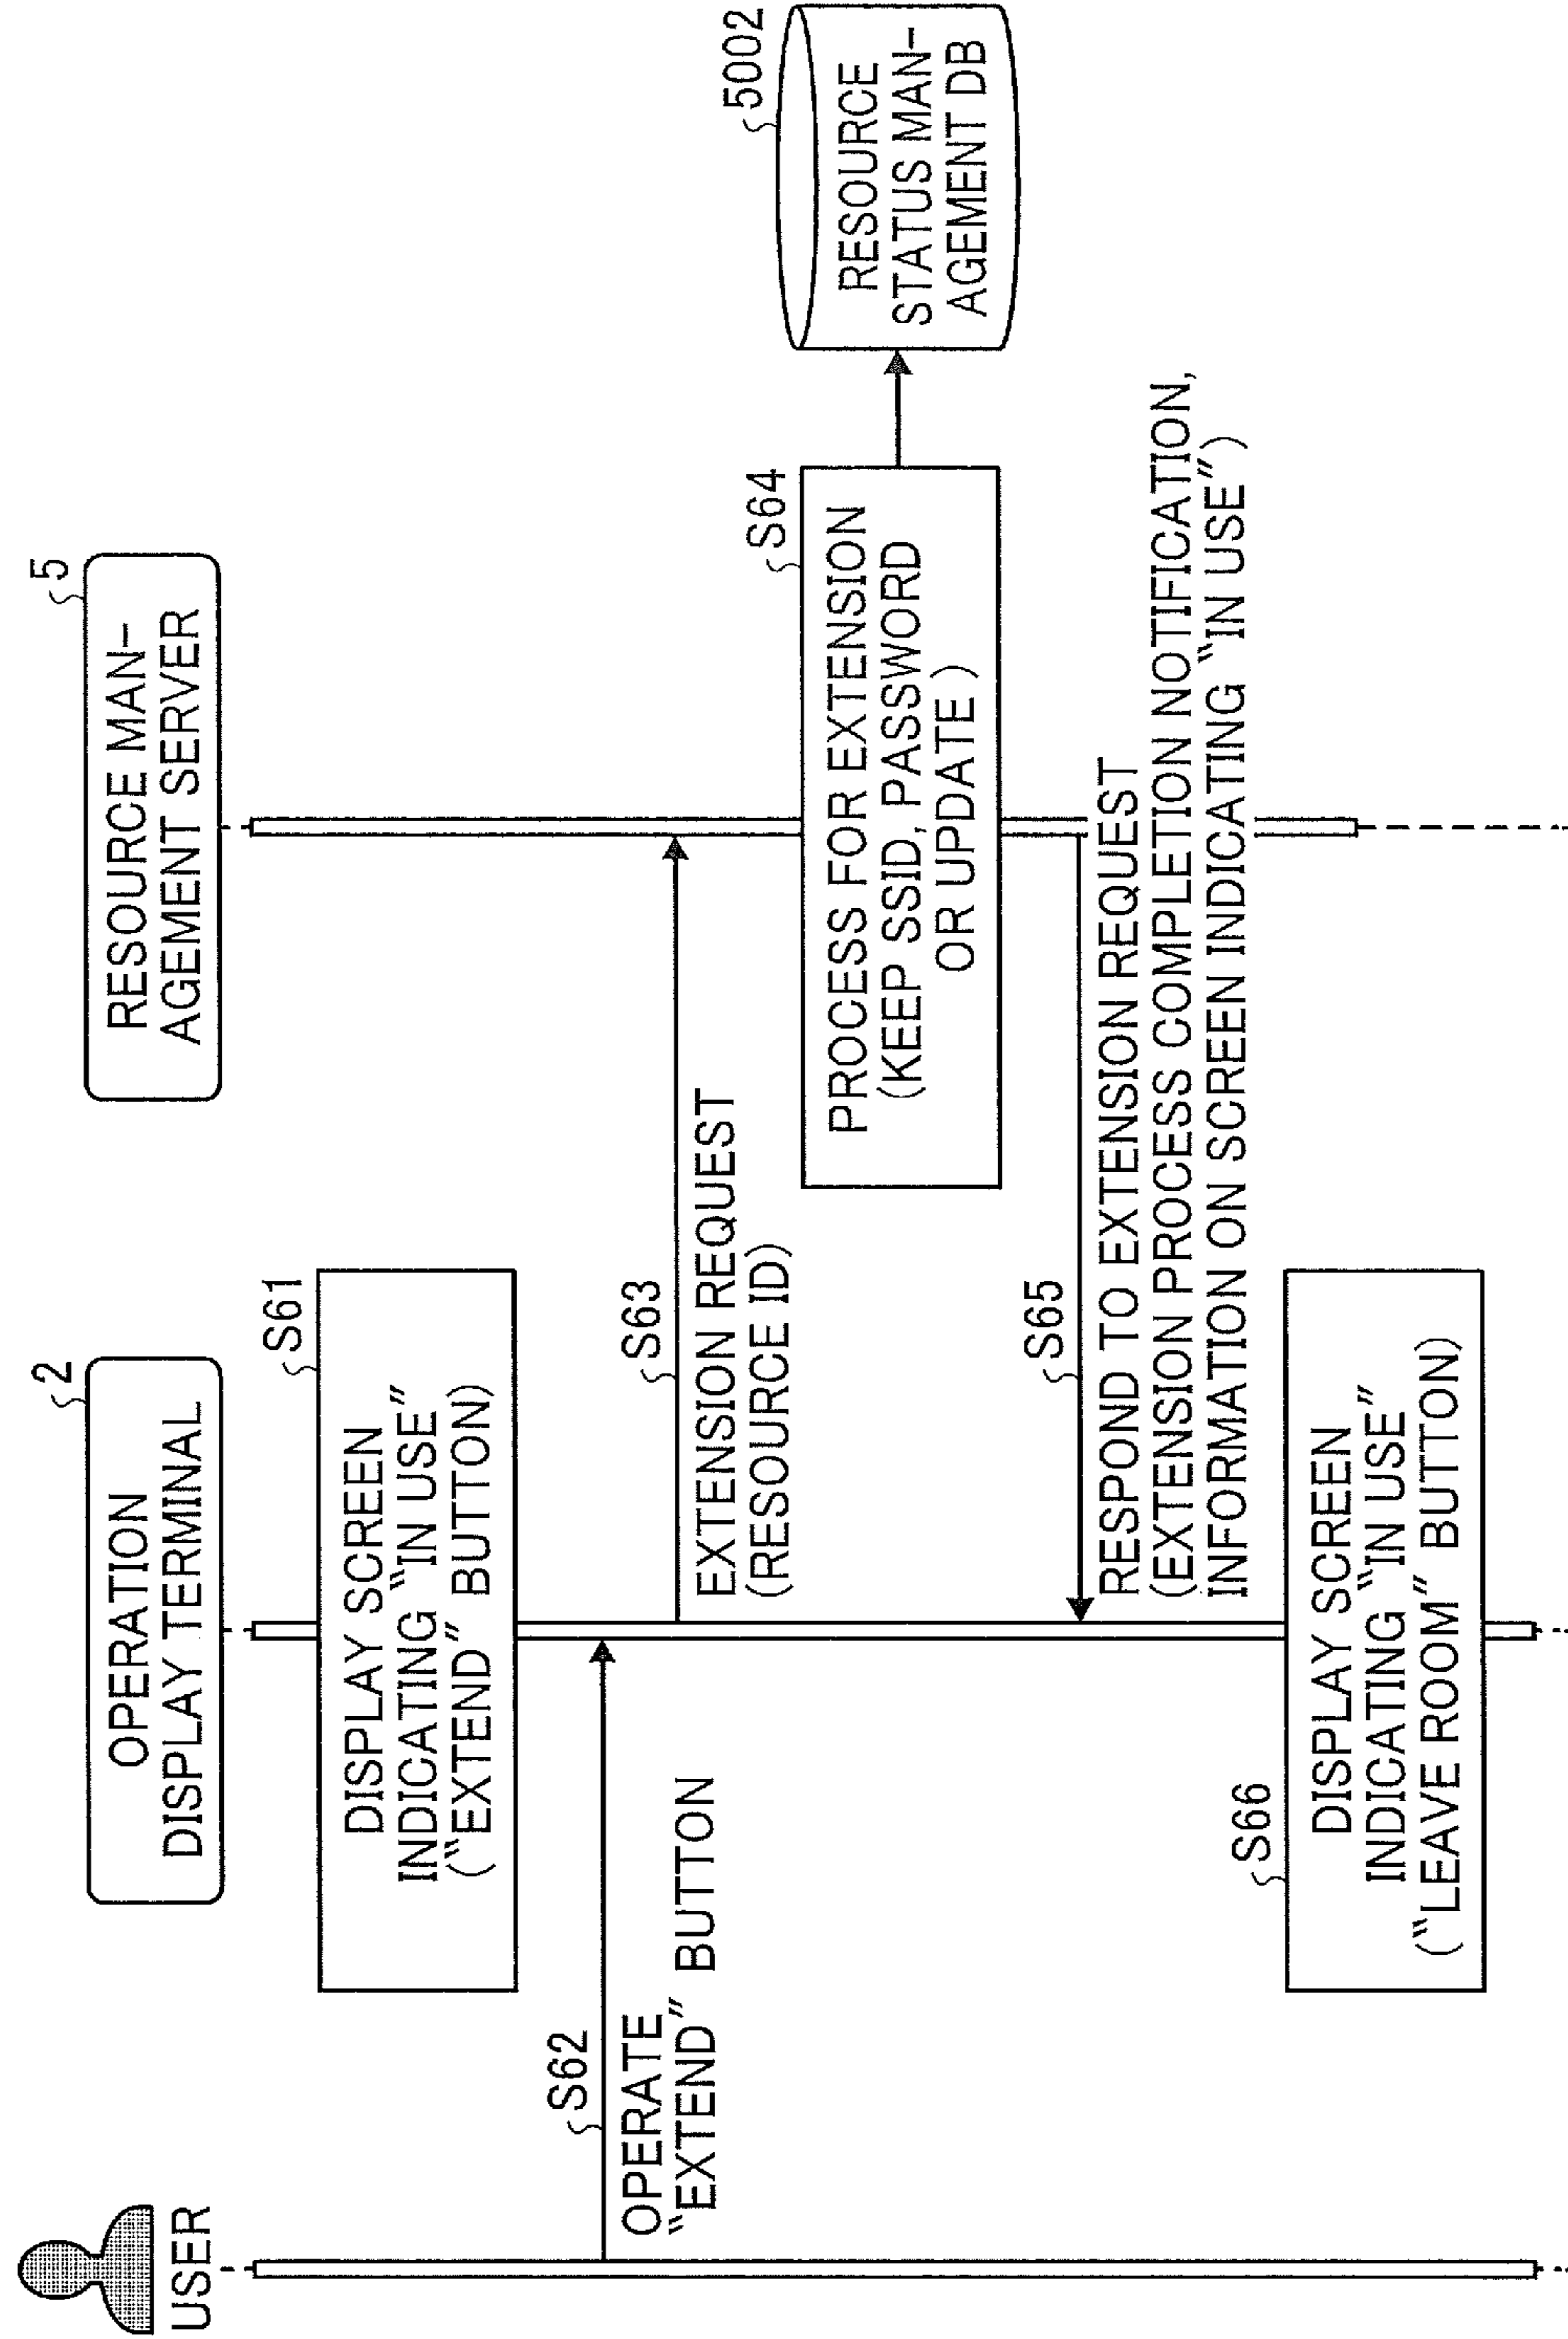 USER
2
OPERATION
DISPLAY TERMINAL
5
RESOURCE MAN-
AGEMENT SERVER
S61
DISPLAY SCREEN
INDICATING “IN USE”
(“EXTEND” BUTTON)
S62
OPERATE
“EXTEND” BUTTON
S63
EXTENSION REQUEST
(RESOURCE ID)
S64
PROCESS FOR EXTENSION
(KEEP SSID, PASSWORD
OR UPDATE )
5002
RESOURCE
STATUS MAN-
AGEMENT DB
S65
RESPOND TO EXTENSION REQUEST
(EXTENSION PROCESS COMPLETION NOTIFICATION,
INFORMATION ON SCREEN INDICATING “IN USE”)
S66
DISPLAY SCREEN
INDICATING “IN USE”
(“LEAVE ROOM” BUTTON)